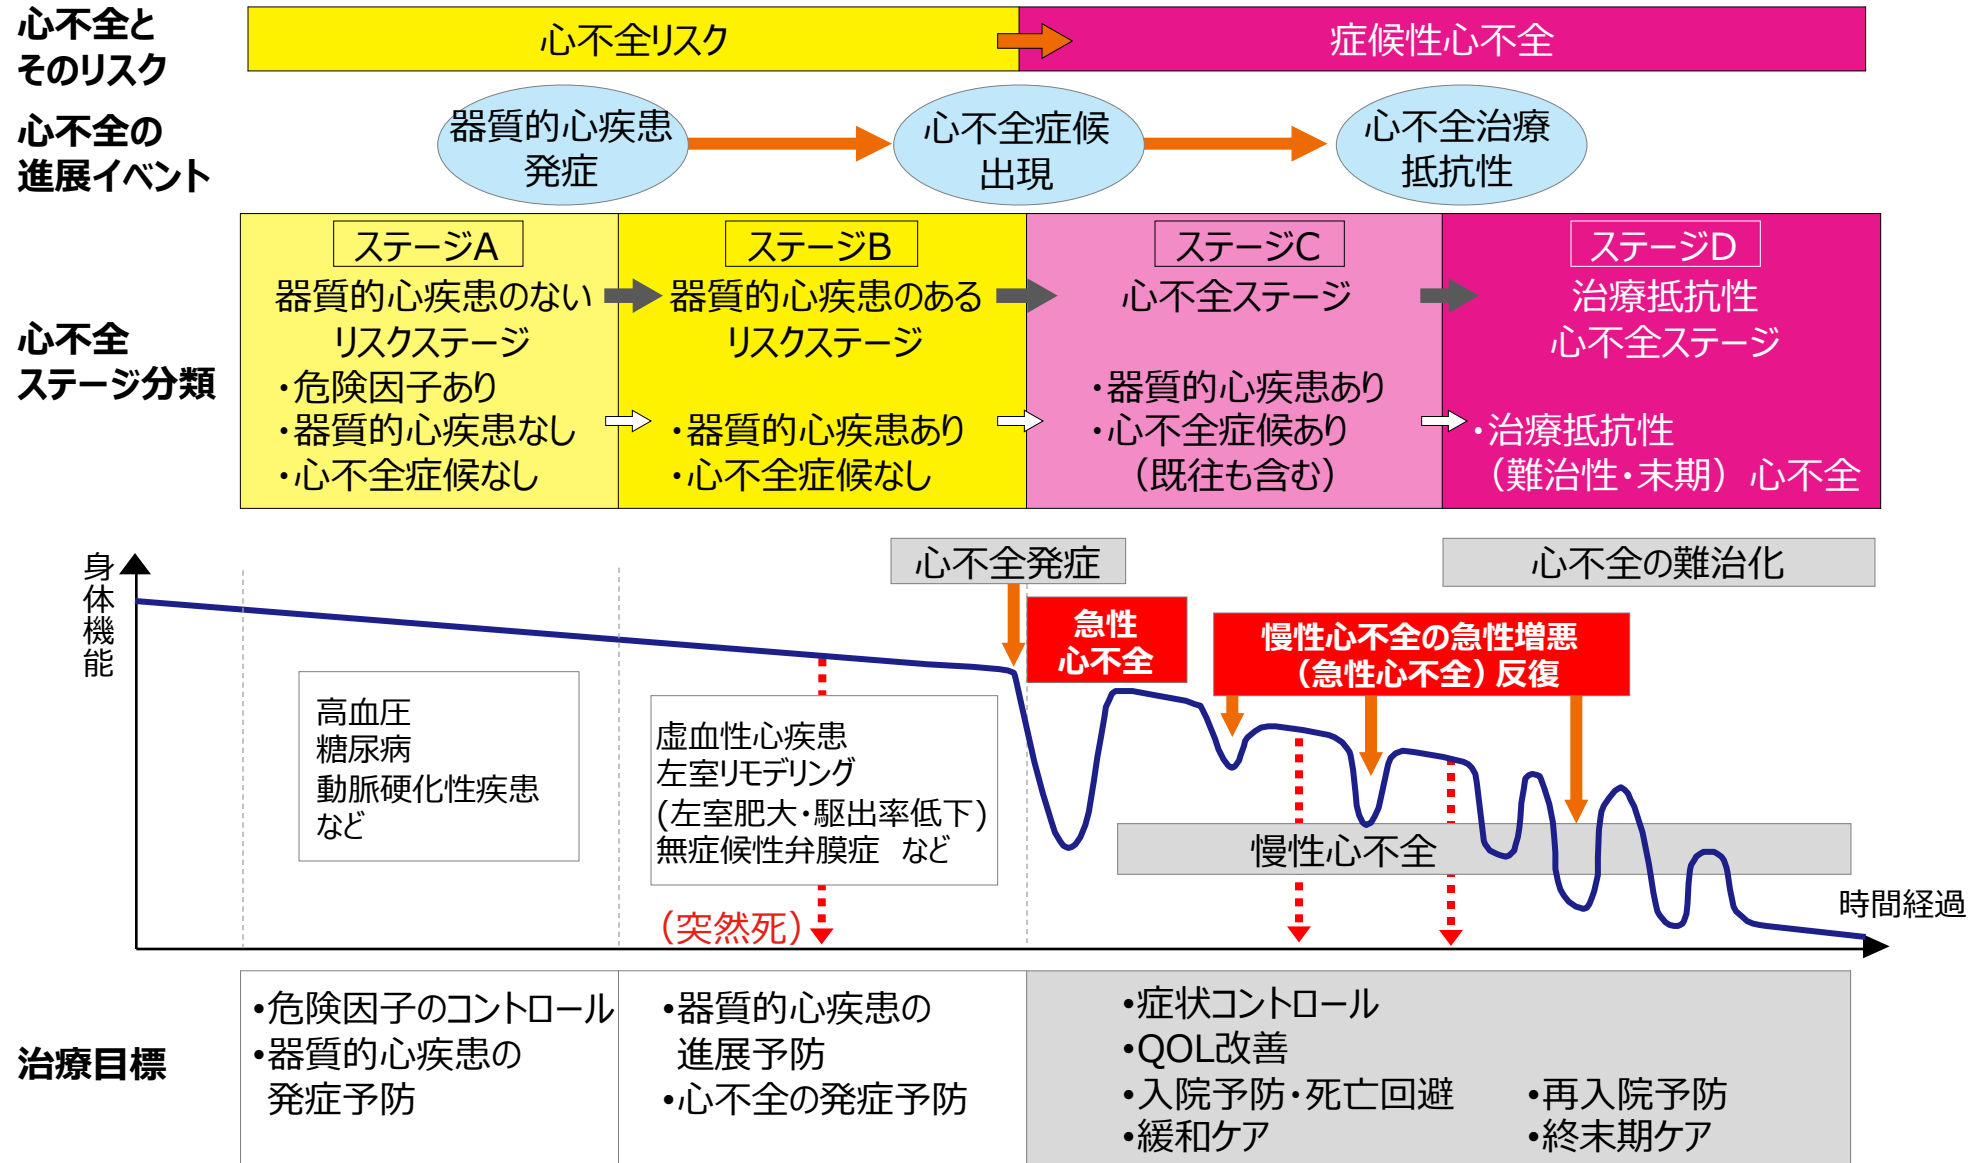 心不全と
そのリスク
心不全リスク
症候性心不全
心不全の
進展イベント
器質的心疾患
発症
心不全症候
出現
心不全治療
抵抗性
心不全
ステージ分類
ステージA
器質的心疾患のない
リスクステージ
・危険因子あり
・器質的心疾患なし
・心不全症候なし
ステージB
器質的心疾患のある
リスクステージ
・器質的心疾患あり
・心不全症候なし
ステージC
心不全ステージ
・器質的心疾患あり
・心不全症候あり
（既往も含む）
ステージD
治療抵抗性
心不全ステージ
・治療抵抗性
（難治性・末期）心不全
身体機能
心不全発症
心不全の難治化
急性
心不全
慢性心不全の急性増悪
（急性心不全）反復
高血圧
糖尿病
動脈硬化性疾患
など
虚血性心疾患
左室リモデリング
(左室肥大・駆出率低下)
無症候性弁膜症 など
慢性心不全
（突然死）
時間経過
治療目標
•危険因子のコントロール
•器質的心疾患の
発症予防
•器質的心疾患の
進展予防
•心不全の発症予防
•症状コントロール
•QOL改善
•入院予防・死亡回避
•緩和ケア
•再入院予防
•終末期ケア